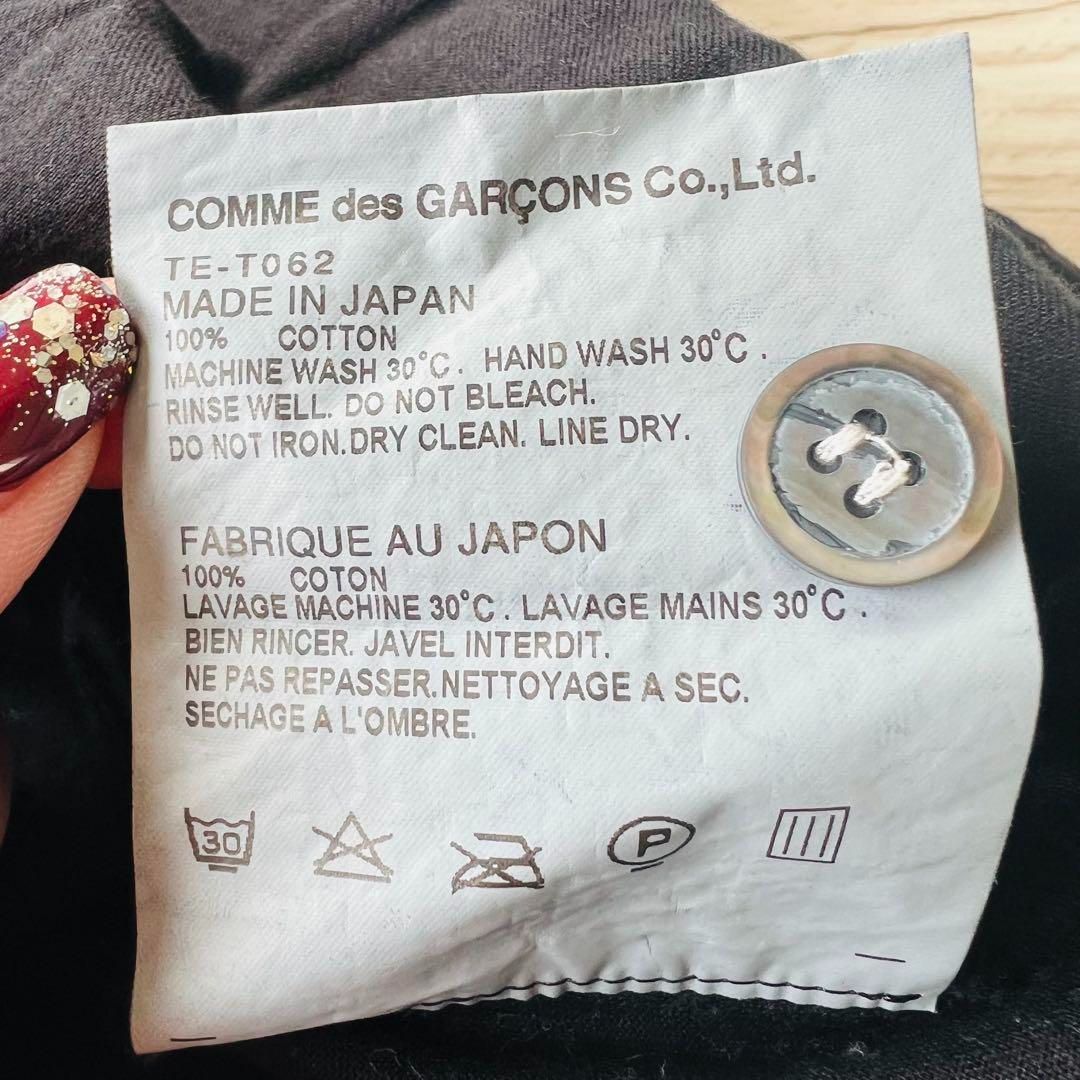 COMME des GARÇONS Co.,Ltd.
TE-T062
MADE IN JAPAN
100% COTTON
MACHINE WASH 30°C. HAND WASH 30°C.
RINSE WELL. DO NOT BLEACH.
DO NOT IRON.DRY CLEAN. LINE DRY.
FABRIQUE AU JAPON
100% COTON
LAVAGE MACHINE 30°C. LAVAGE MAINS 30°C.
BIEN RINCER. JAVEL INTERDIT.
NE PAS REPASSER.NETTOYAGE A SEC.
SECHAGE A L'OMBRE.
30 P